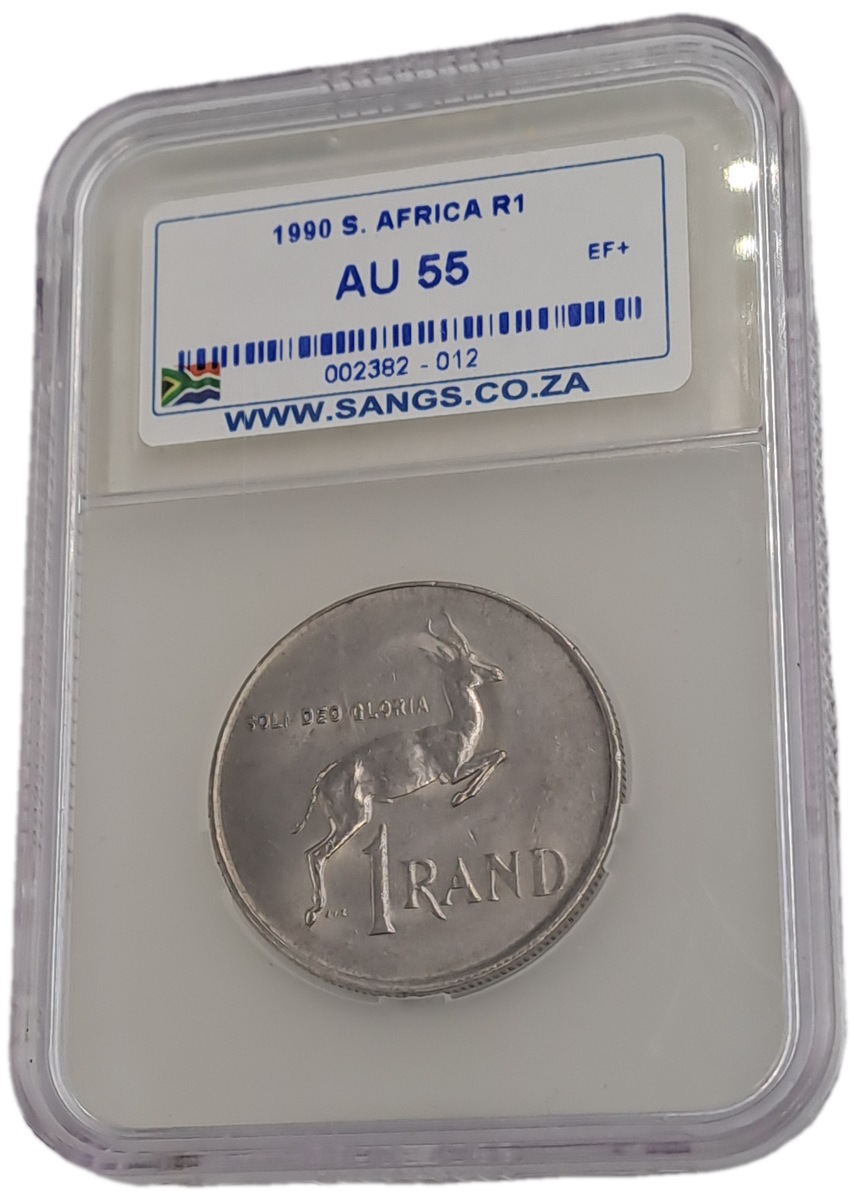 1990 S. AFRICA R1
AU 55
EF+
002382 - 012
WWW.SANGS.CO.ZA
SOLI DEO GLORIA
1 RAND